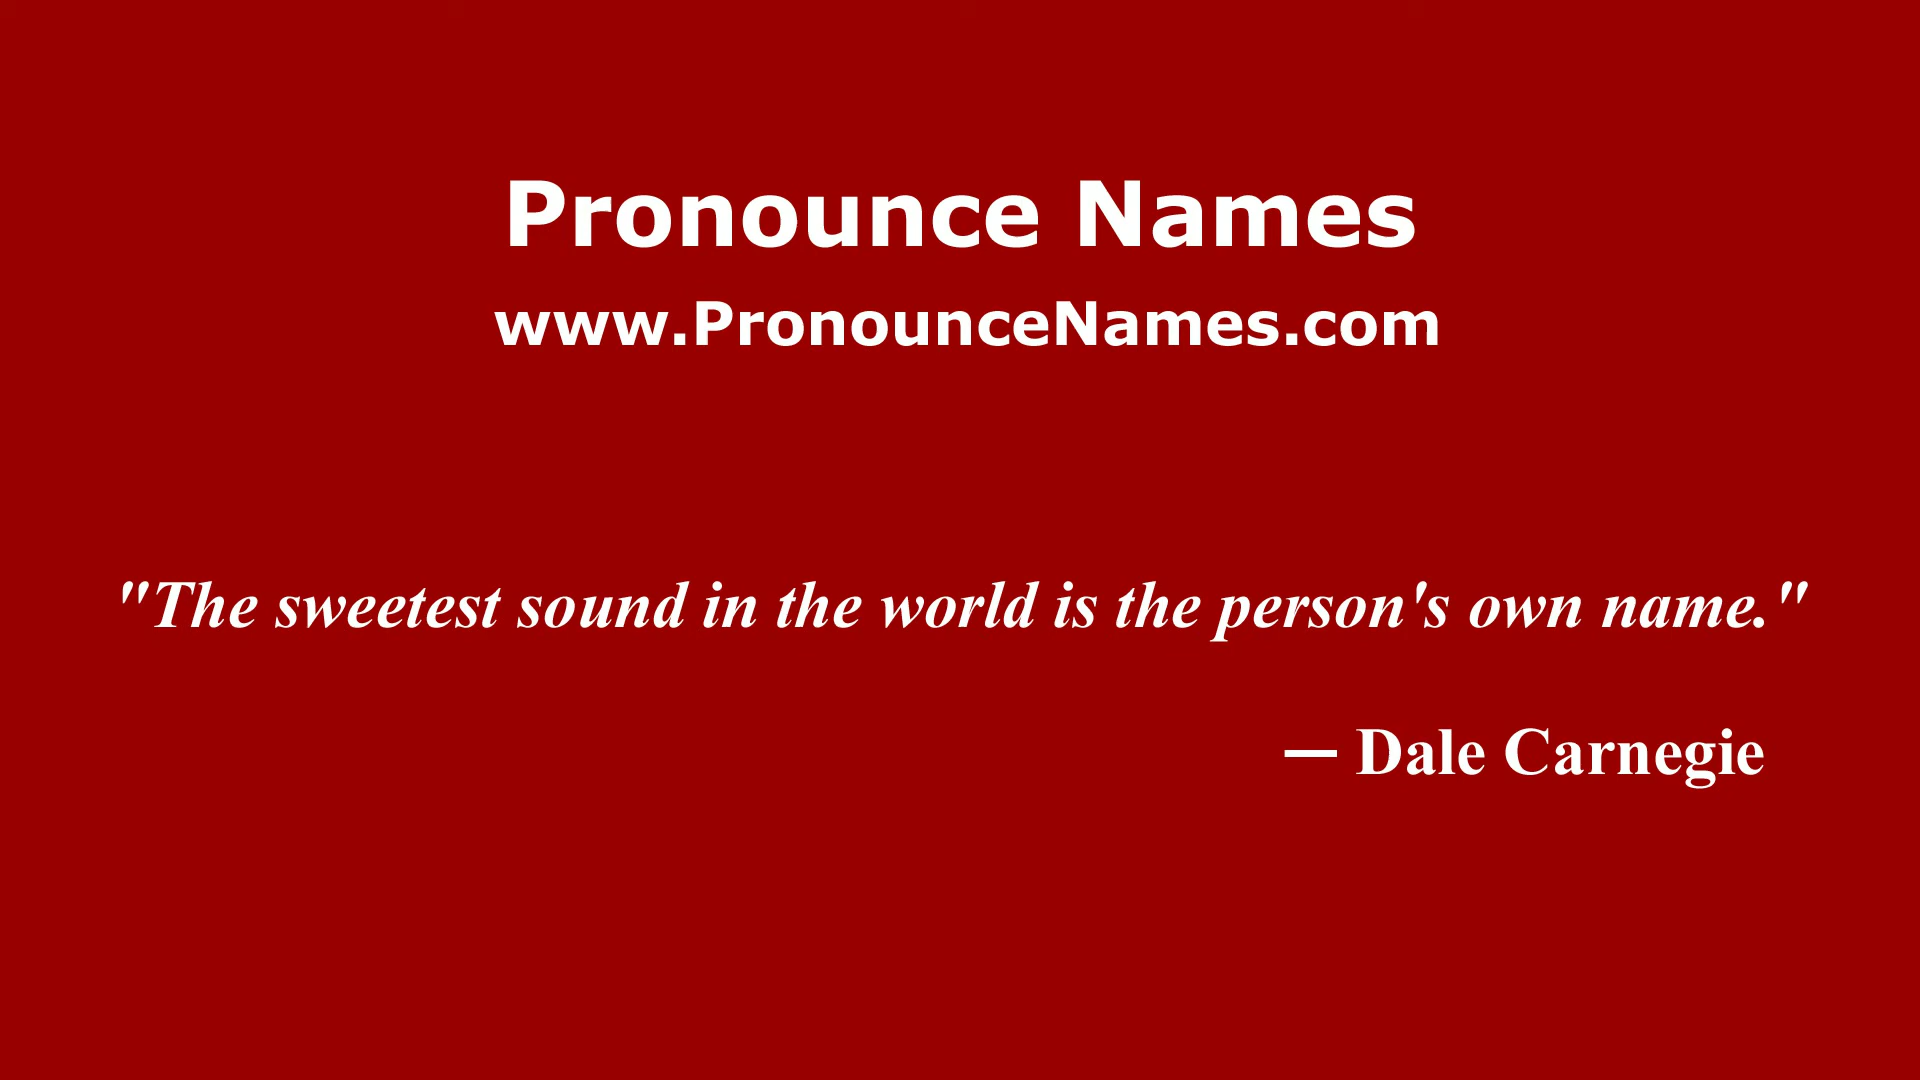 Pronounce Names
www.PronounceNames.com
"The sweetest sound in the world is the person's own name."
— Dale Carnegie